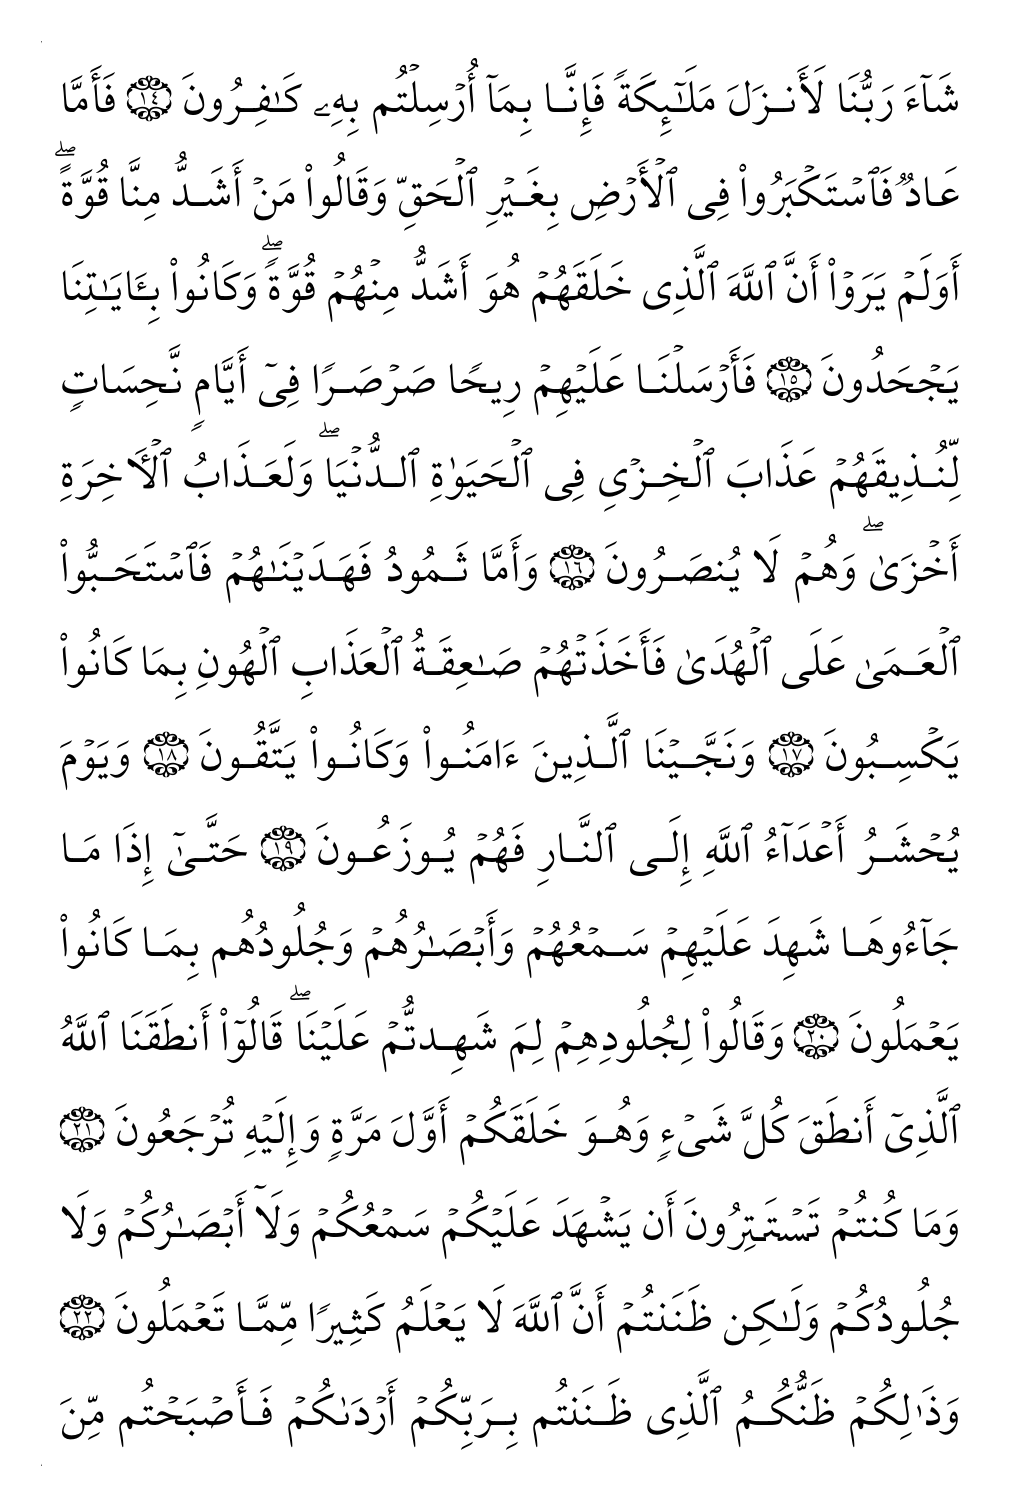 شَآءَ رَبُّنَا لَأَنزَلَ مَلَٰٓئِكَةً فَإِنَّا بِمَآ أُرۡسِلۡتُم بِهِۦ كَٰفِرُونَ ١٤ فَأَمَّا
عَادٌ فَٱسۡتَكۡبَرُواْ فِى ٱلۡأَرۡضِ بِغَيۡرِ ٱلۡحَقِّ وَقَالُواْ مَنۡ أَشَدُّ مِنَّا قُوَّةًۖ
أَوَلَمۡ يَرَوۡاْ أَنَّ ٱللَّهَ ٱلَّذِى خَلَقَهُمۡ هُوَ أَشَدُّ مِنۡهُمۡ قُوَّةًۖ وَكَانُواْ بِـَٔايَٰتِنَا
يَجۡحَدُونَ ١٥ فَأَرۡسَلۡنَا عَلَيۡهِمۡ رِيحًا صَرۡصَرًا فِىٓ أَيَّامٍ نَّحِسَاتٍ
لِّنُذِيقَهُمۡ عَذَابَ ٱلۡخِزۡىِ فِى ٱلۡحَيَوٰةِ ٱلدُّنۡيَاۖ وَلَعَذَابُ ٱلۡأٓخِرَةِ
أَخۡزَىٰۖ وَهُمۡ لَا يُنصَرُونَ ١٦ وَأَمَّا ثَمُودُ فَهَدَيۡنَٰهُمۡ فَٱسۡتَحَبُّواْ
ٱلۡعَمَىٰ عَلَى ٱلۡهُدَىٰ فَأَخَذَتۡهُمۡ صَٰعِقَةُ ٱلۡعَذَابِ ٱلۡهُونِ بِمَا كَانُواْ
يَكۡسِبُونَ ١٧ وَنَجَّيۡنَا ٱلَّذِينَ ءَامَنُواْ وَكَانُواْ يَتَّقُونَ ١٨ وَيَوۡمَ
يُحۡشَرُ أَعۡدَآءُ ٱللَّهِ إِلَى ٱلنَّارِ فَهُمۡ يُوزَعُونَ ١٩ حَتَّىٰٓ إِذَا مَا
جَآءُوهَا شَهِدَ عَلَيۡهِمۡ سَمۡعُهُمۡ وَأَبۡصَٰرُهُمۡ وَجُلُودُهُم بِمَا كَانُواْ
يَعۡمَلُونَ ٢٠ وَقَالُواْ لِجُلُودِهِمۡ لِمَ شَهِدتُّمۡ عَلَيۡنَاۖ قَالُوٓاْ أَنطَقَنَا ٱللَّهُ
ٱلَّذِىٓ أَنطَقَ كُلَّ شَىۡءٍ وَهُوَ خَلَقَكُمۡ أَوَّلَ مَرَّةٍ وَإِلَيۡهِ تُرۡجَعُونَ ٢١
وَمَا كُنتُمۡ تَسۡتَتِرُونَ أَن يَشۡهَدَ عَلَيۡكُمۡ سَمۡعُكُمۡ وَلَآ أَبۡصَٰرُكُمۡ وَلَا
جُلُودُكُمۡ وَلَٰكِن ظَنَنتُمۡ أَنَّ ٱللَّهَ لَا يَعۡلَمُ كَثِيرًا مِّمَّا تَعۡمَلُونَ ٢٢
وَذَٰلِكُمۡ ظَنُّكُمُ ٱلَّذِى ظَنَنتُم بِرَبِّكُمۡ أَرۡدَىٰكُمۡ فَأَصۡبَحۡتُم مِّنَ